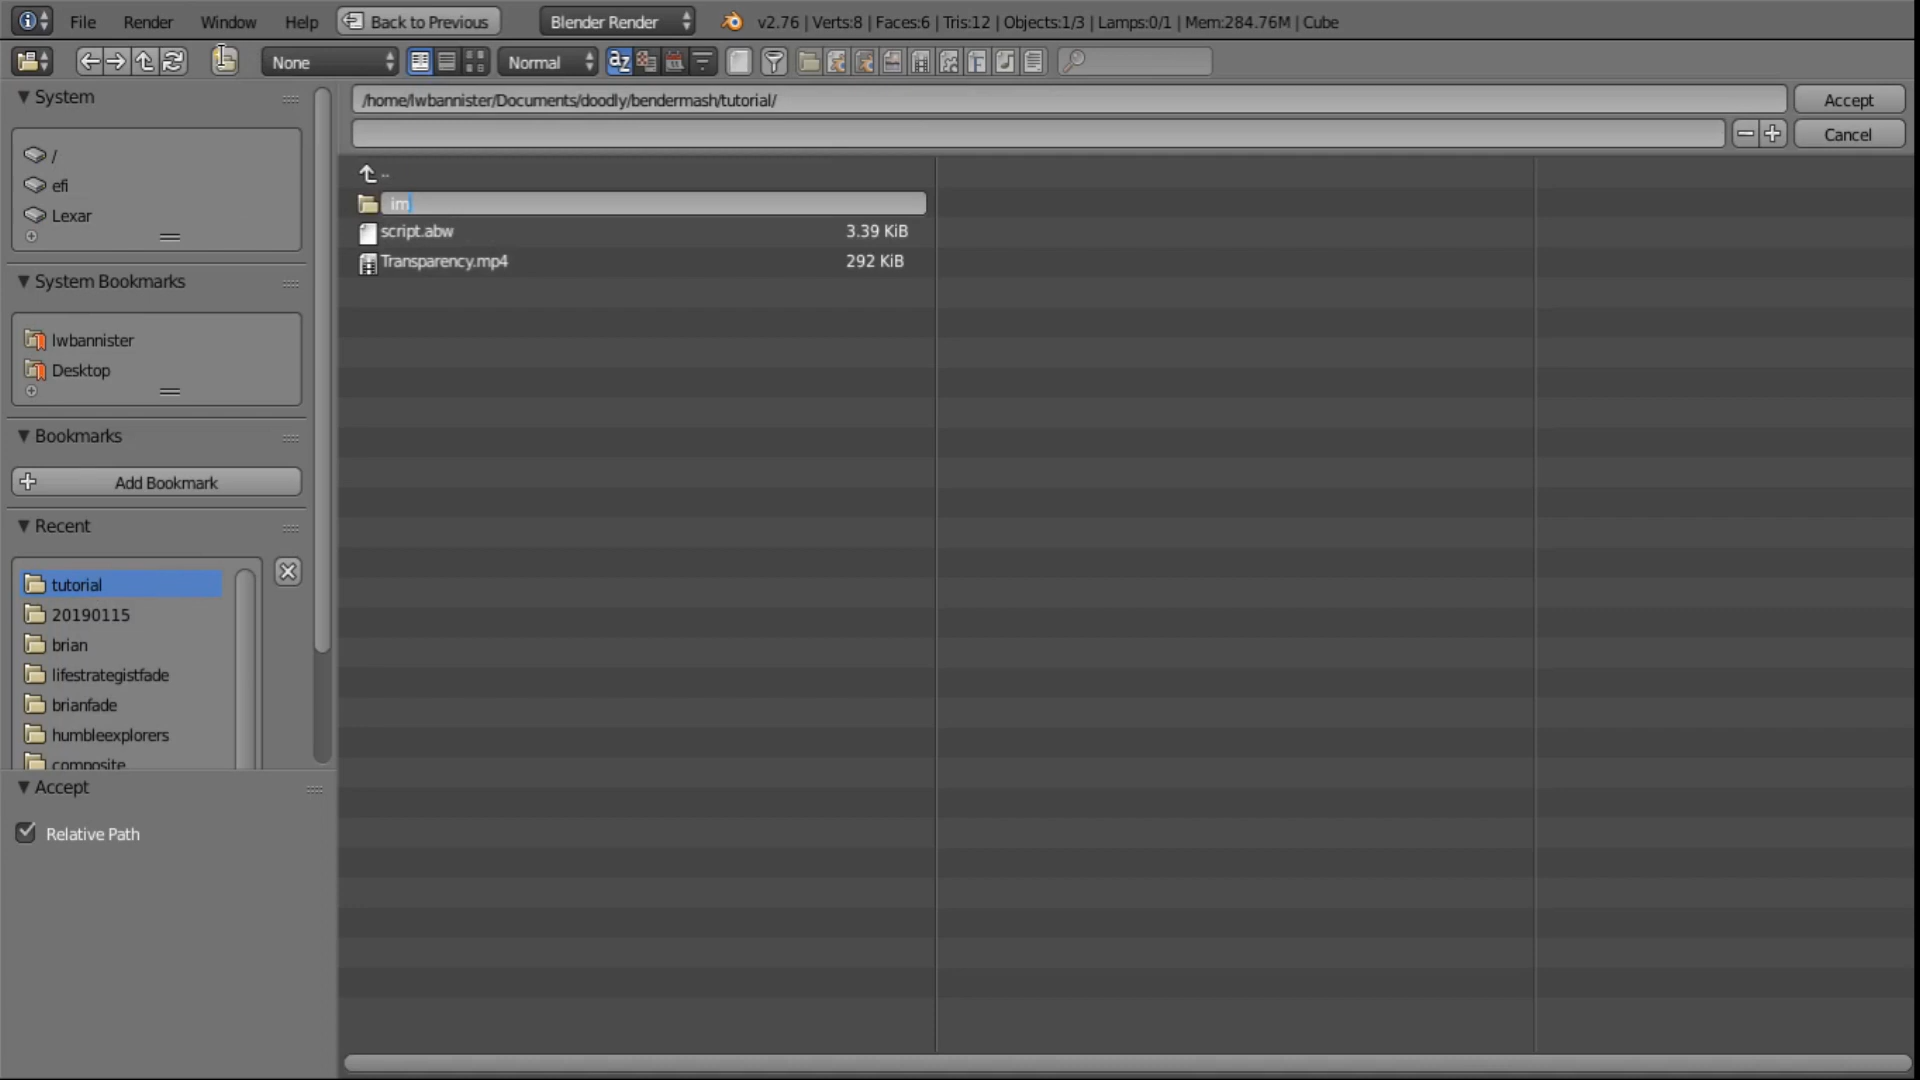 File Render Window Help Back to Previous Blender Render v2.76 | Verts:8 | Faces:6 | Tris:12 | Objects:1/3 | Lamps:0/1 | Mem:284.76M | Cube
None Normal
System
/
efi
Lexar
System Bookmarks
lwbannister
Desktop
Bookmarks
Add Bookmark
Recent
tutorial
20190115
brian
lifestrategistfade
brianfade
humbleexplorers
composite
Accept
Relative Path
/home/lwbannister/Documents/doodly/bendermash/tutorial/ Accept
Cancel
..
im
script.abw 3.39 KiB
Transparency.mp4 292 KiB